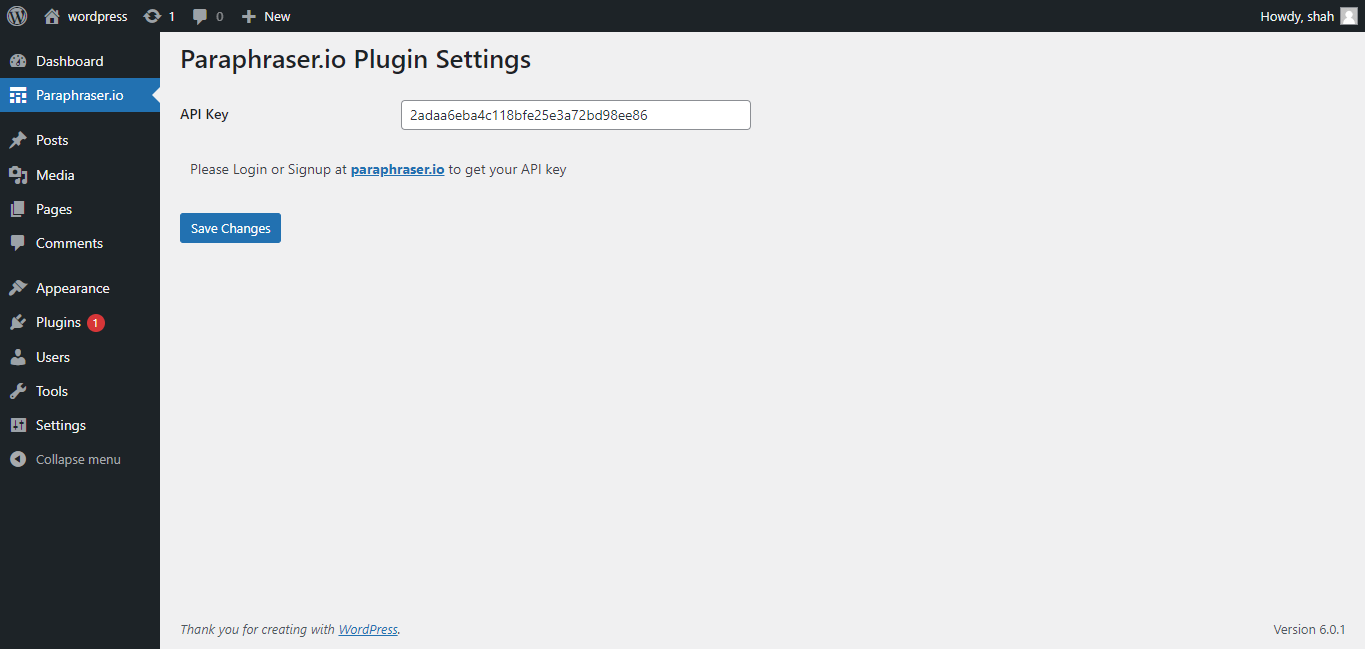 wordpress 1 0 New Howdy, shah
Dashboard
Paraphraser.io
Posts
Media
Pages
Comments
Appearance
Plugins 1
Users
Tools
Settings
Collapse menu
Paraphraser.io Plugin Settings
API Key 2adaa6eba4c118bfe25e3a72bd98ee86
Please Login or Signup at paraphraser.io to get your API key
Save Changes
Thank you for creating with WordPress. Version 6.0.1